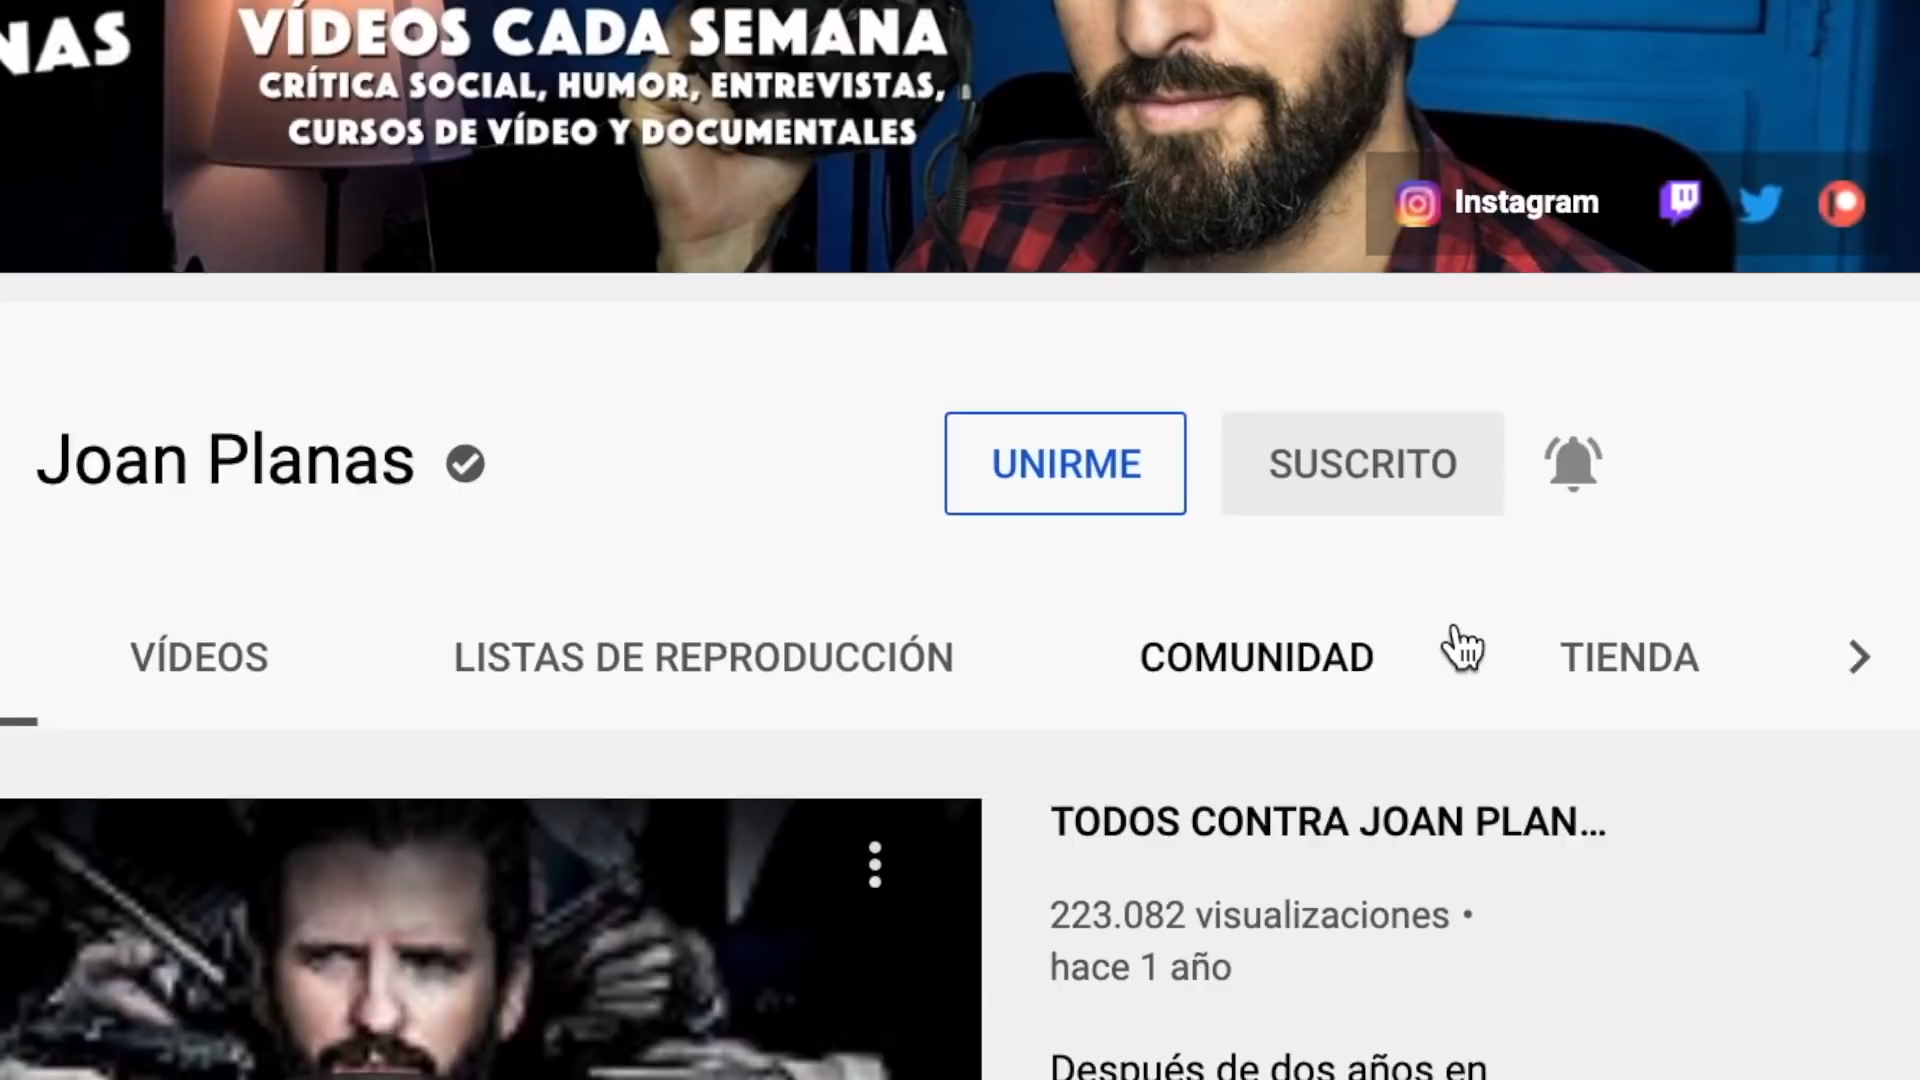 NAS
VÍDEOS CADA SEMANA
CRÍTICA SOCIAL, HUMOR, ENTREVISTAS,
CURSOS DE VÍDEO Y DOCUMENTALES
Instagram
Joan Planas
UNIRME
SUSCRITO
VÍDEOS
LISTAS DE REPRODUCCIÓN
COMUNIDAD
TIENDA
TODOS CONTRA JOAN PLAN...
223.082 visualizaciones •
hace 1 año
Después de dos años en